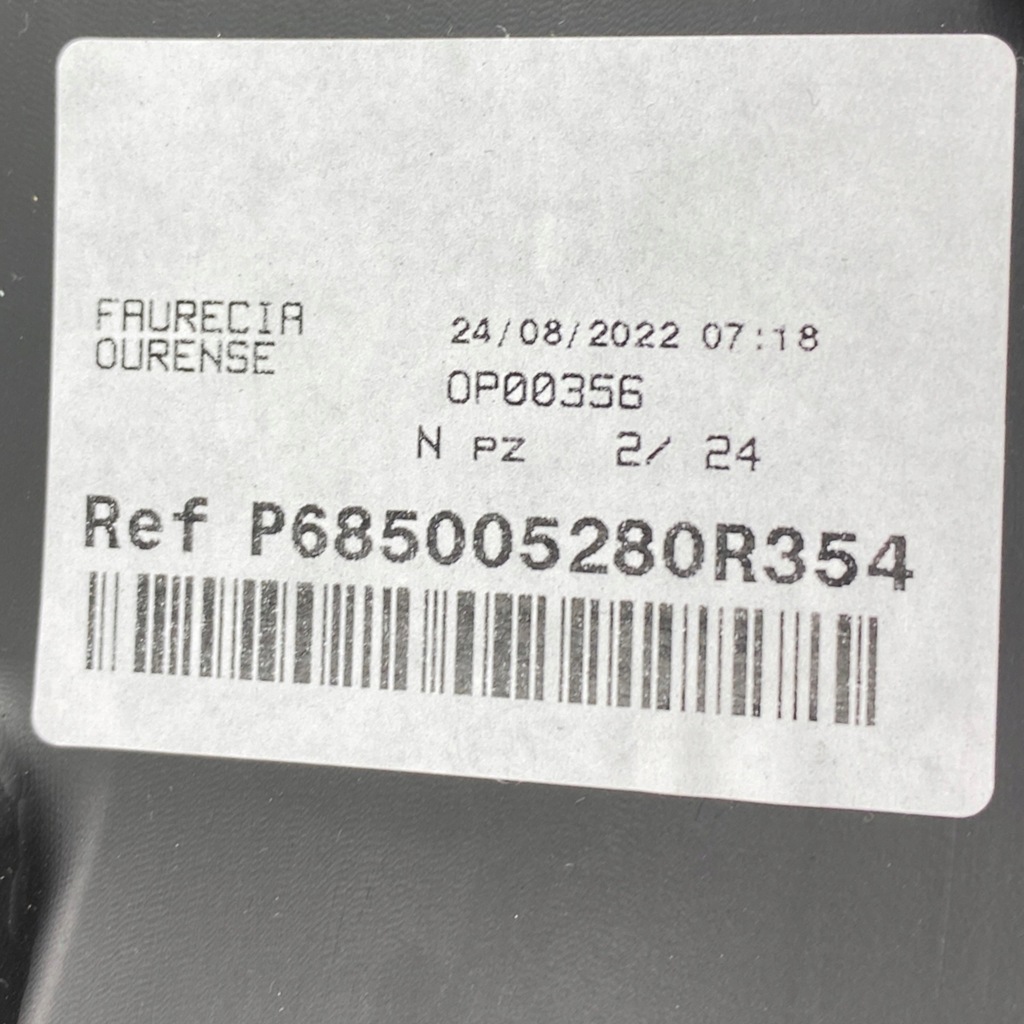 FAURECIA
OURENSE
24/08/2022 07:18
OP00356
N PZ 2/ 24
Ref P685005280R354